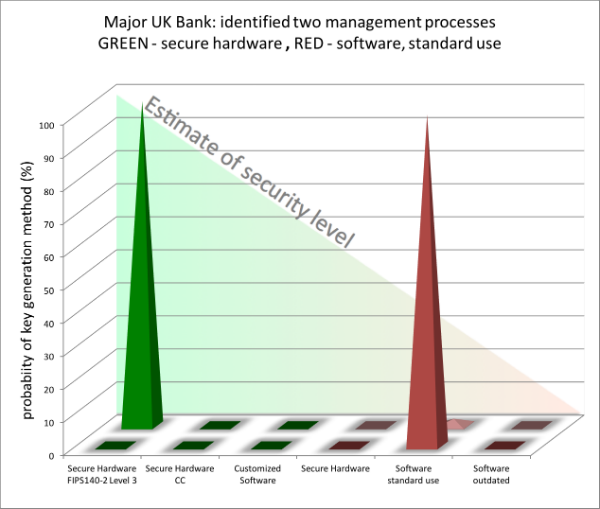 Major UK Bank: identified two management processes
GREEN - secure hardware , RED - software, standard use
Estimate of security level
probabiity of key generation method (%)
100
90
80
70
60
50
40
30
20
10
0
Secure Hardware
FIPS140-2 Level 3
Secure Hardware
CC
Customized
Software
Secure Hardware
Software
standard use
Software
outdated